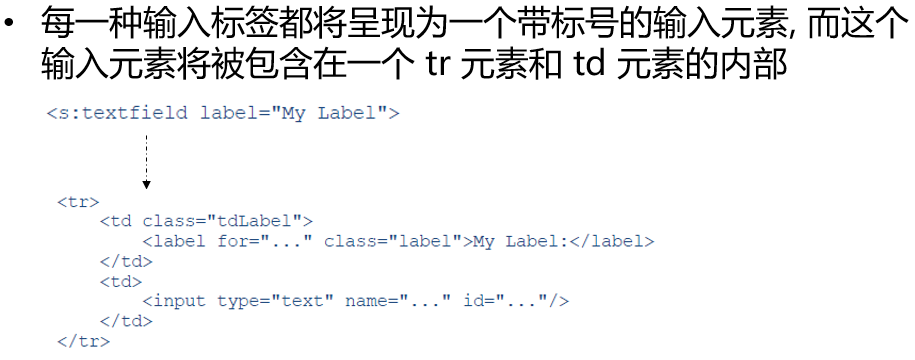 • 每一种输入标签都将呈现为一个带标号的输入元素, 而这个
输入元素将被包含在一个 tr 元素和 td 元素的内部
<s:textfield label="My Label">
<tr>
    <td class="tdLabel">
        <label for="..." class="label">My Label:</label>
    </td>
    <td>
        <input type="text" name="..." id="..."/>
    </td>
</tr>